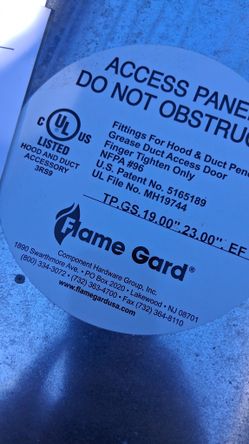 ACCESS PANE
DO NOT OBSTRUC
Fittings For Hood & Duct Pene
Grease Duct Access Door
Finger Tighten Only
NFPA #96
U.S. Patent No. 5165189
UL File No. MH19744
C UL US
LISTED
HOOD AND DUCT
ACCESSORY
3RS9
TP.GS.19.00".23.00". EF
Flame Gard®
Component Hardware Group, Inc.
1890 Swarthmore Ave. • PO Box 2020 • Lakewood • NJ 08701
(800) 334-3072 • (732) 363-4700 • Fax (732) 364-8110
www.flamegardusa.com